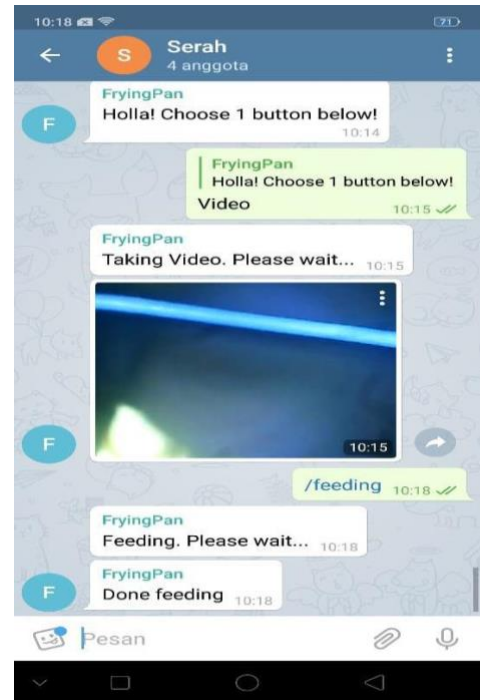 10:18
71
S
Serah
4 anggota
FryingPan
Holla! Choose 1 button below!
10:14
F
FryingPan
Holla! Choose 1 button below!
Video
10:15
FryingPan
Taking Video. Please wait... 10:15
10:15
F
/feeding 10:18
FryingPan
Feeding. Please wait... 10:18
FryingPan
Done feeding 10:18
F
Pesan